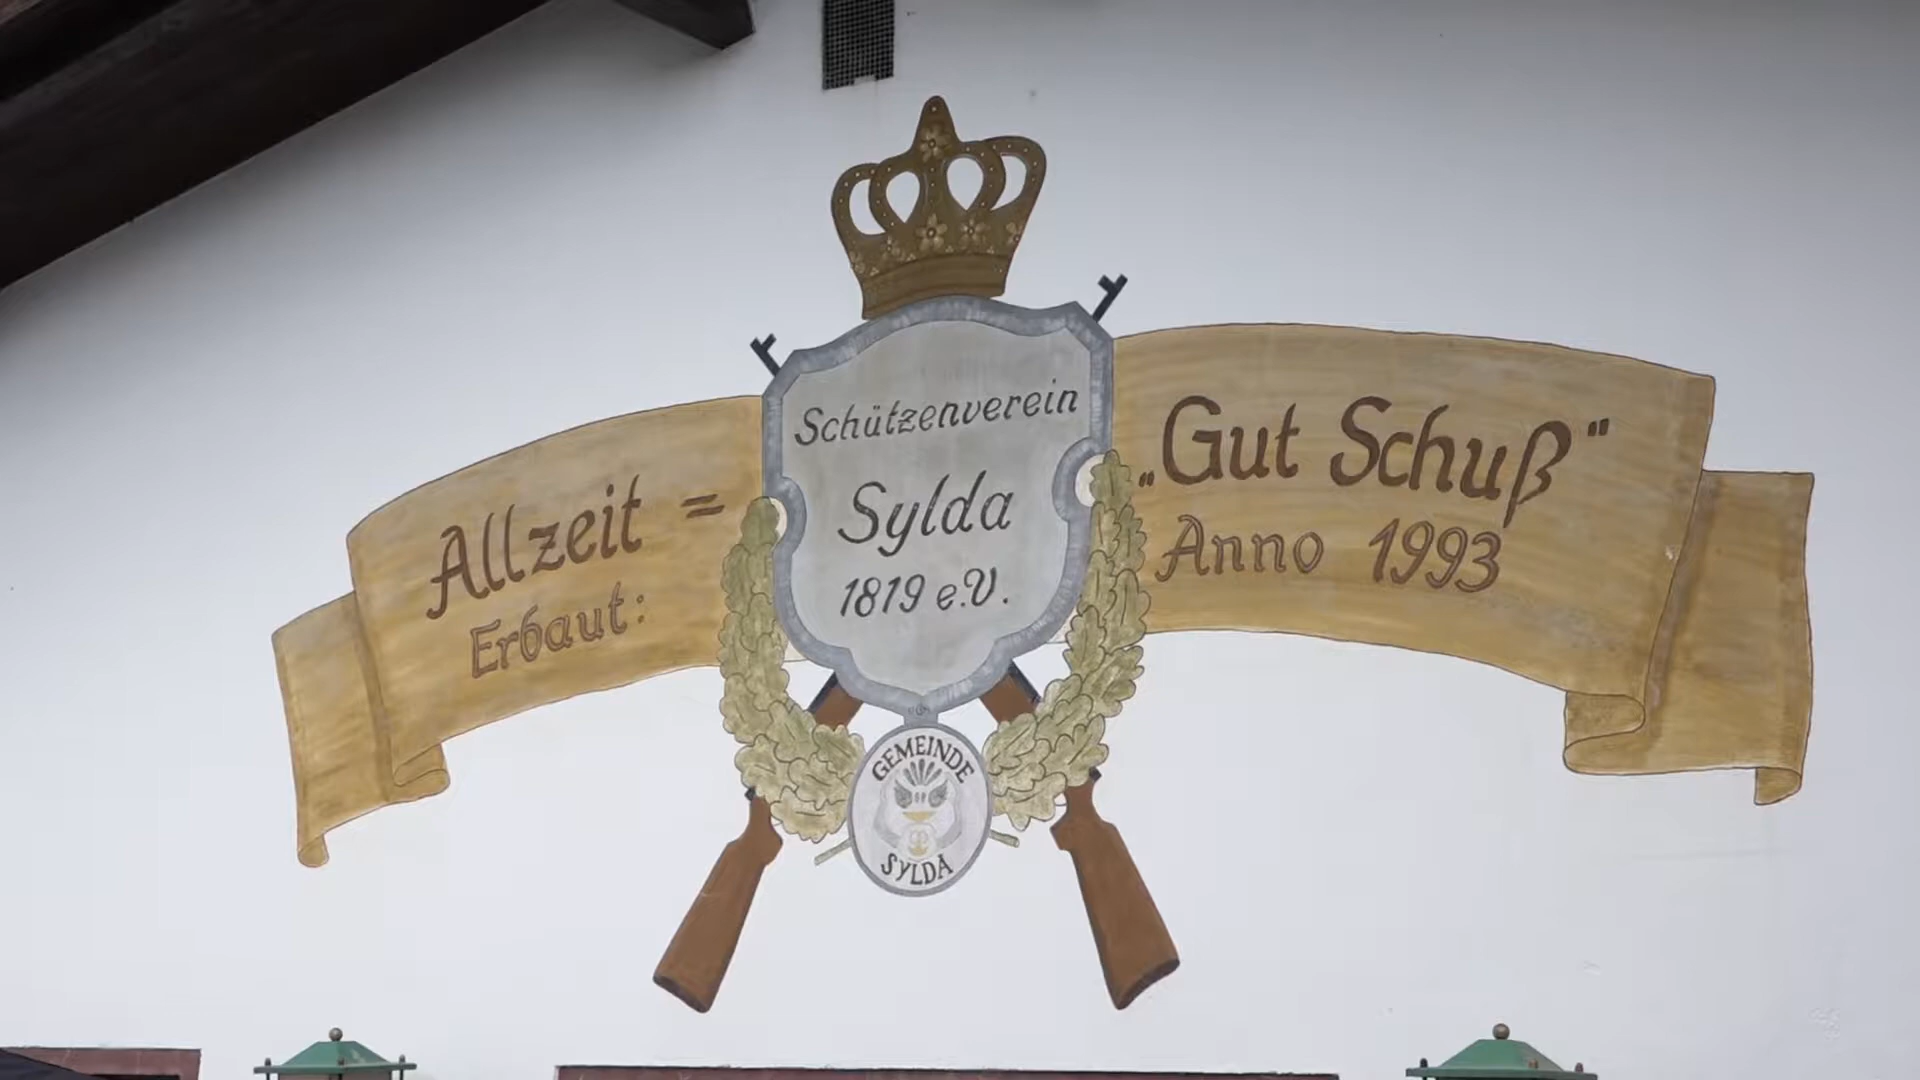 Schützenverein
Sylda
1819 e.V.
Allzeit = „Gut Schuß“
Erbaut: Anno 1993
GEMEINDE
SYLDA